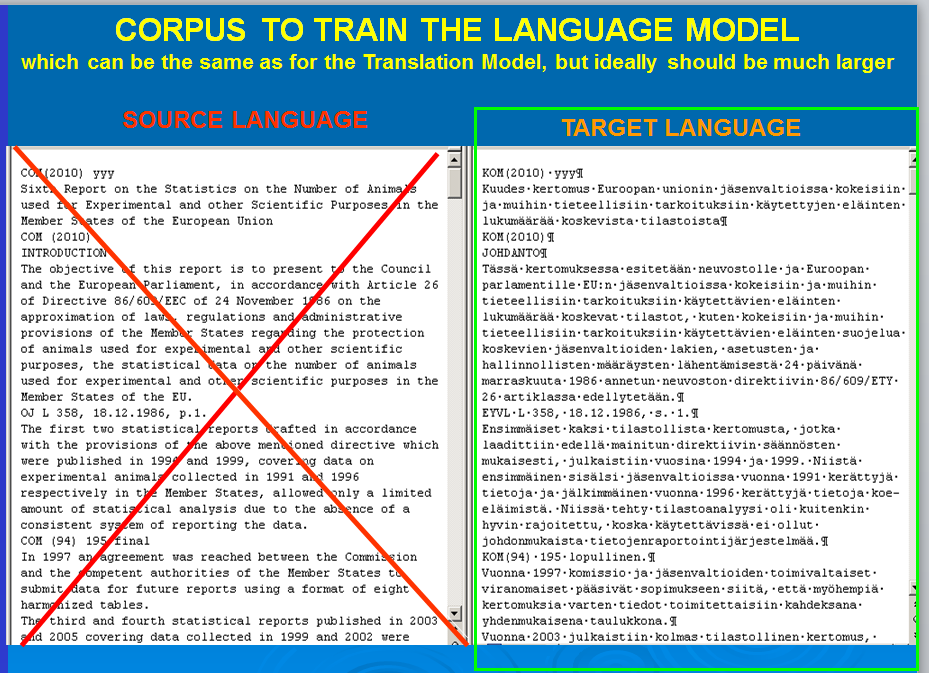 CORPUS TO TRAIN THE LANGUAGE MODEL
which can be the same as for the Translation Model, but ideally should be much larger
SOURCE LANGUAGE
COM(2010) yyy
Sixth Report on the Statistics on the Number of Animals
used for Experimental and other Scientific Purposes in the
Member States of the European Union
COM (2010)
INTRODUCTION
The objective of this report is to present to the Council
and the European Parliament, in accordance with Article 26
of Directive 86/609/EEC of 24 November 1986 on the
approximation of laws, regulations and administrative
provisions of the Member States regarding the protection
of animals used for experimental and other scientific
purposes, the statistical data on the number of animals
used for experimental and other scientific purposes in the
Member States of the EU.
OJ L 358, 18.12.1986, p.1.
The first two statistical reports drafted in accordance
with the provisions of the above mentioned directive which
were published in 1994 and 1999, covering data on
experimental animals collected in 1991 and 1996
respectively in the Member States, allowed only a limited
amount of statistical analysis due to the absence of a
consistent system of reporting the data.
COM (94) 195 final
In 1997 an agreement was reached between the Commission
and the competent authorities of the Member States to
submit data for future reports using a format of eight
harmonized tables.
The third and fourth statistical reports published in 2003
and 2005 covering data collected in 1999 and 2002 were
TARGET LANGUAGE
KOM(2010)·yyy¶
Kuudes·kertomus·Euroopan·unionin·jäsenvaltioissa·kokeisiin·
ja·muihin·tieteellisiin·tarkoituksiin·käytettyjen·eläinten·
lukumäärää·koskevista·tilastoista¶
KOM(2010)¶
JOHDANTO¶
Tässä·kertomuksessa·esitetään·neuvostolle·ja·Euroopan·
parlamentille·EU:n·jäsenvaltioissa·kokeisiin·ja·muihin·
tieteellisiin·tarkoituksiin·käytettävien·eläinten·
lukumäärää·koskevat·tilastot,·kuten·kokeisiin·ja·muihin·
tieteellisiin·tarkoituksiin·käytettävien·eläinten·suojelua·
koskevien·jäsenvaltioiden·lakien,·asetusten·ja·
hallinnollisten·määräysten·lähentämisestä·24·päivänä·
marraskuuta·1986·annetun·neuvoston·direktiivin·86/609/ETY·
26·artiklassa·edellytetään.¶
EYVL·L·358,·18.12.1986,·s.·1.¶
Ensimmäiset·kaksi·tilastollista·kertomusta,·jotka·
laadittiin·edellä·mainitun·direktiivin·säännösten·
mukaisesti,·julkaistiin·vuosina·1994·ja·1999.·Niistä·
ensimmäinen·sisälsi·jäsenvaltioissa·vuonna·1991·kerättyjä·
tietoja·ja·jälkimmäinen·vuonna·1996·kerättyjä·tietoja·koe-
eläimistä.·Niissä·tehty·tilastoanalyysi·oli·kuitenkin·
hyvin·rajoitettu,·koska·käytettävissä·ei·ollut·
johdonmukaista·tietojenraportointijärjestelmää.¶
KOM(94)·195·lopullinen.¶
Vuonna·1997·komissio·ja·jäsenvaltioiden·toimivaltaiset·
viranomaiset·pääsivät·sopimukseen·siitä,·että·myöhempiä·
kertomuksia·varten·tiedot·toimitettaisiin·kahdeksana·
yhdenmukaisena·taulukkona.¶
Vuonna·2003·julkaistiin·kolmas·tilastollinen·kertomus,·